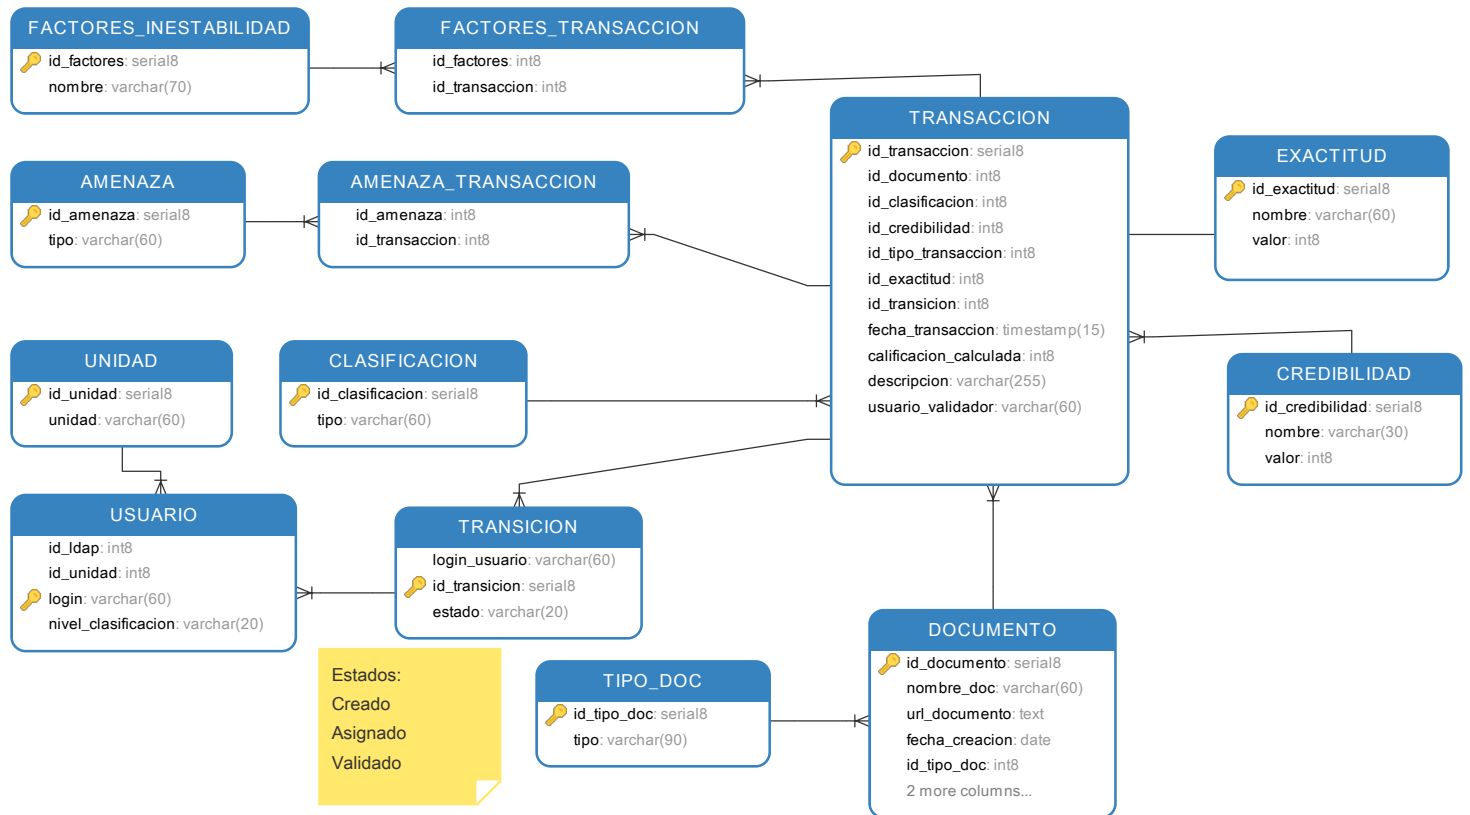 FACTORES_INESTABILIDAD
id_factores: serial8
nombre: varchar(70)
FACTORES_TRANSACCION
id_factores: int8
id_transaccion: int8
TRANSACCION
id_transaccion: serial8
id_documento: int8
id_clasificacion: int8
id_credibilidad: int8
id_tipo_transaccion: int8
id_exactitud: int8
id_transicion: int8
fecha_transaccion: timestamp(15)
calificacion_calculada: int8
descripcion: varchar(255)
usuario_validador: varchar(60)
EXACTITUD
id_exactitud: serial8
nombre: varchar(60)
valor: int8
AMENAZA
id_amenaza: serial8
tipo: varchar(60)
AMENAZA_TRANSACCION
id_amenaza: int8
id_transaccion: int8
UNIDAD
id_unidad: serial8
unidad: varchar(60)
CLASIFICACION
id_clasificacion: serial8
tipo: varchar(60)
CREDIBILIDAD
id_credibilidad: serial8
nombre: varchar(30)
valor: int8
USUARIO
id_ldap: int8
id_unidad: int8
login: varchar(60)
nivel_clasificacion: varchar(20)
TRANSICION
login_usuario: varchar(60)
id_transicion: serial8
estado: varchar(20)
Estados:
Creado
Asignado
Validado
TIPO_DOC
id_tipo_doc: serial8
tipo: varchar(90)
DOCUMENTO
id_documento: serial8
nombre_doc: varchar(60)
url_documento: text
fecha_creacion: date
id_tipo_doc: int8
2 more columns...